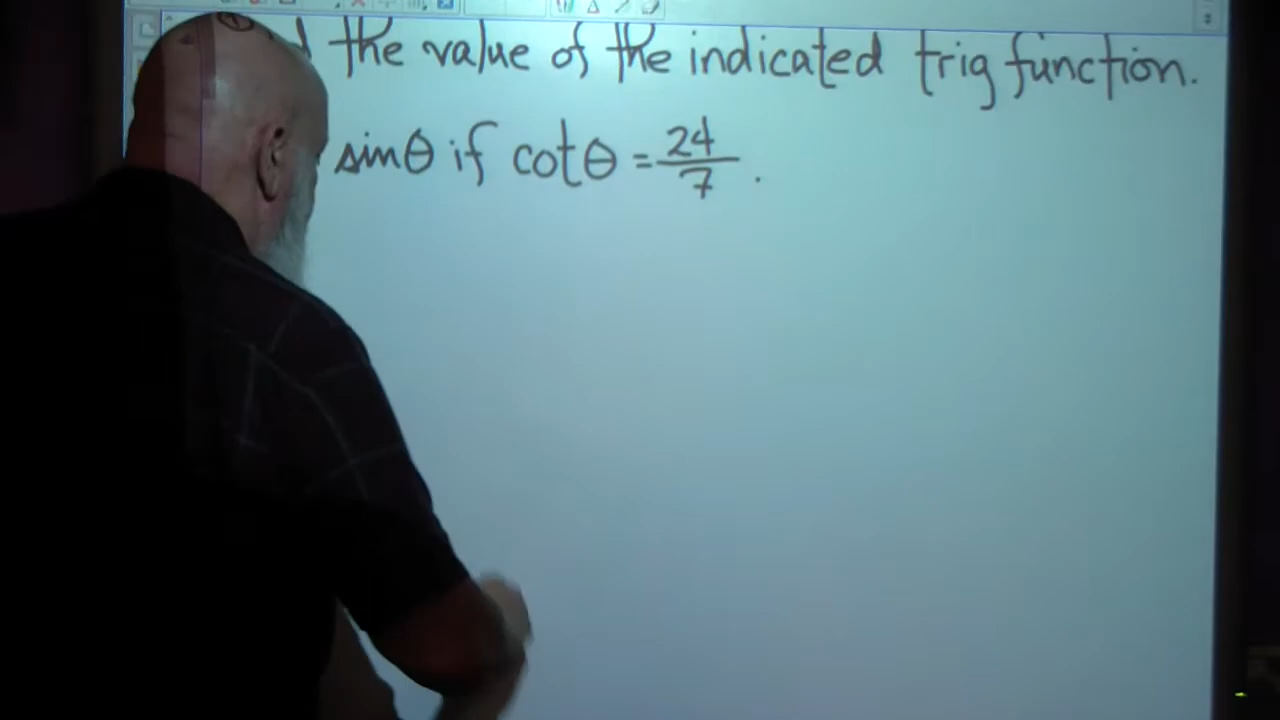 the value of the indicated trig function.
sinθ if cotθ = 24/7 .